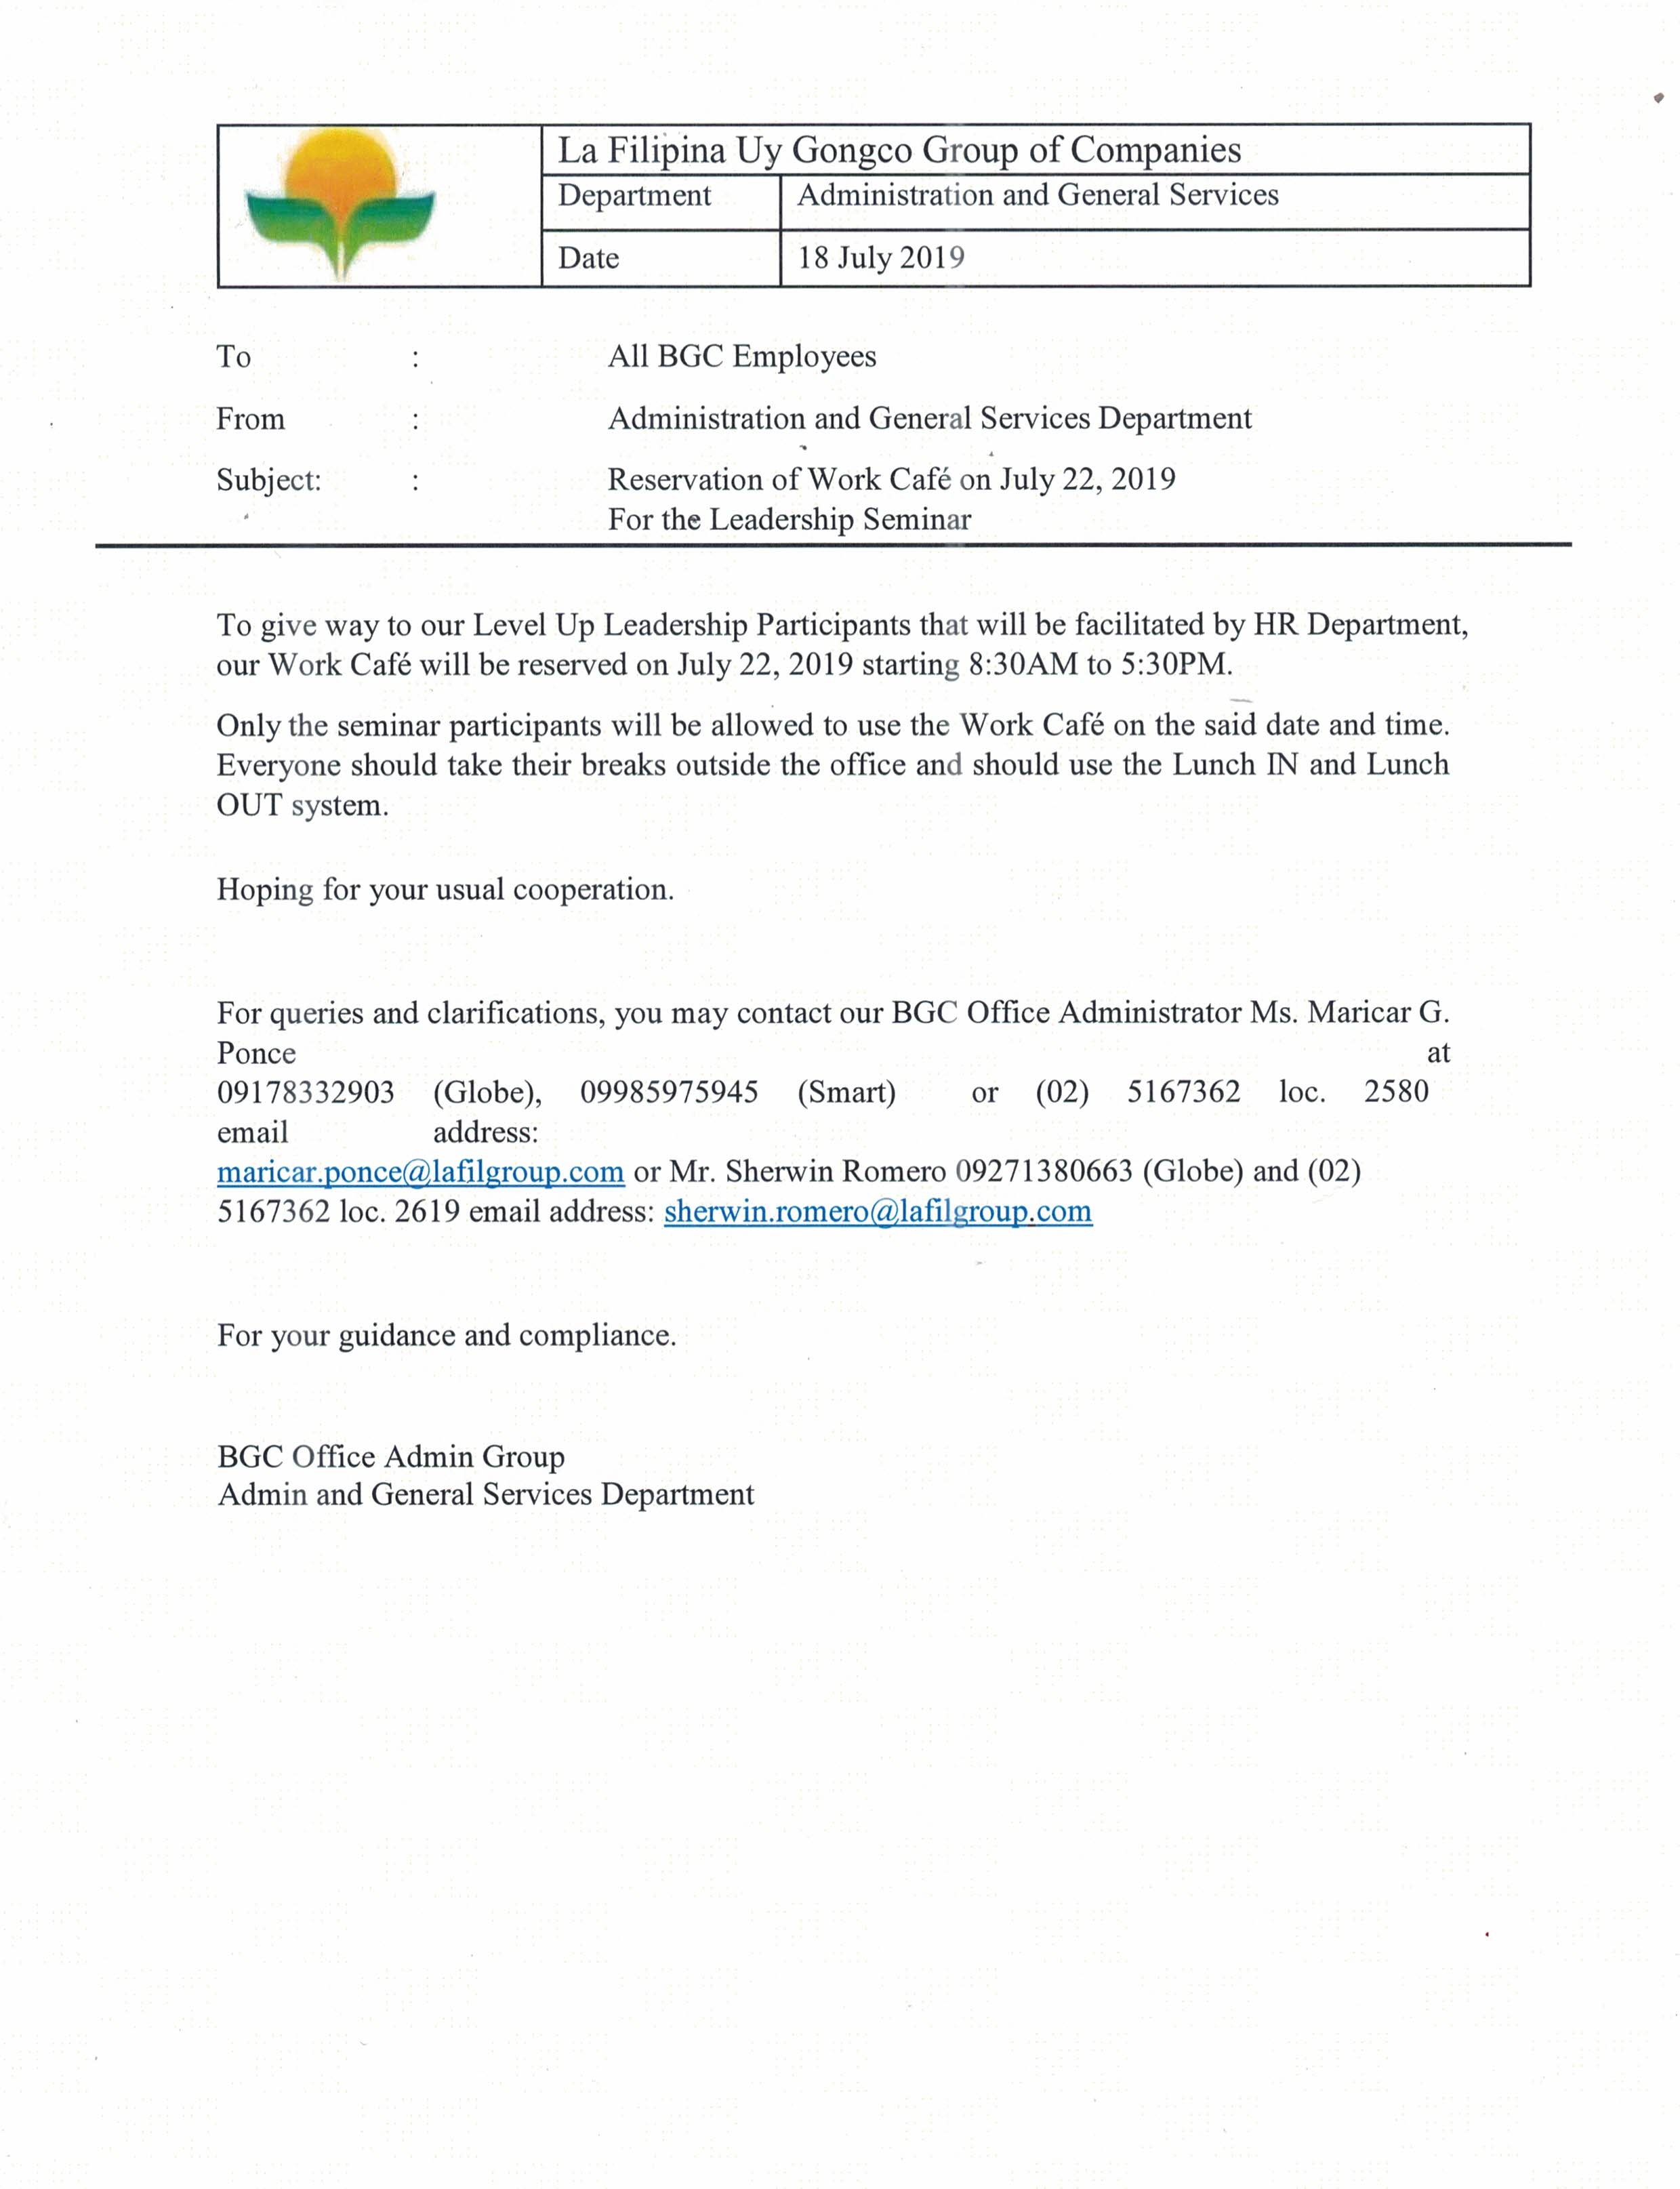 La Filipina Uy Gongco Group of Companies
Department Administration and General Services
Date 18 July 2019
To : All BGC Employees
From : Administration and General Services Department
Subject: : Reservation of Work Café on July 22, 2019
For the Leadership Seminar
To give way to our Level Up Leadership Participants that will be facilitated by HR Department,
our Work Café will be reserved on July 22, 2019 starting 8:30AM to 5:30PM.
Only the seminar participants will be allowed to use the Work Café on the said date and time.
Everyone should take their breaks outside the office and should use the Lunch IN and Lunch
OUT system.
Hoping for your usual cooperation.
For queries and clarifications, you may contact our BGC Office Administrator Ms. Maricar G.
Ponce at
09178332903 (Globe), 09985975945 (Smart) or (02) 5167362 loc. 2580
email address:
maricar.ponce@lafilgroup.com or Mr. Sherwin Romero 09271380663 (Globe) and (02)
5167362 loc. 2619 email address: sherwin.romero@lafilgroup.com
For your guidance and compliance.
BGC Office Admin Group
Admin and General Services Department